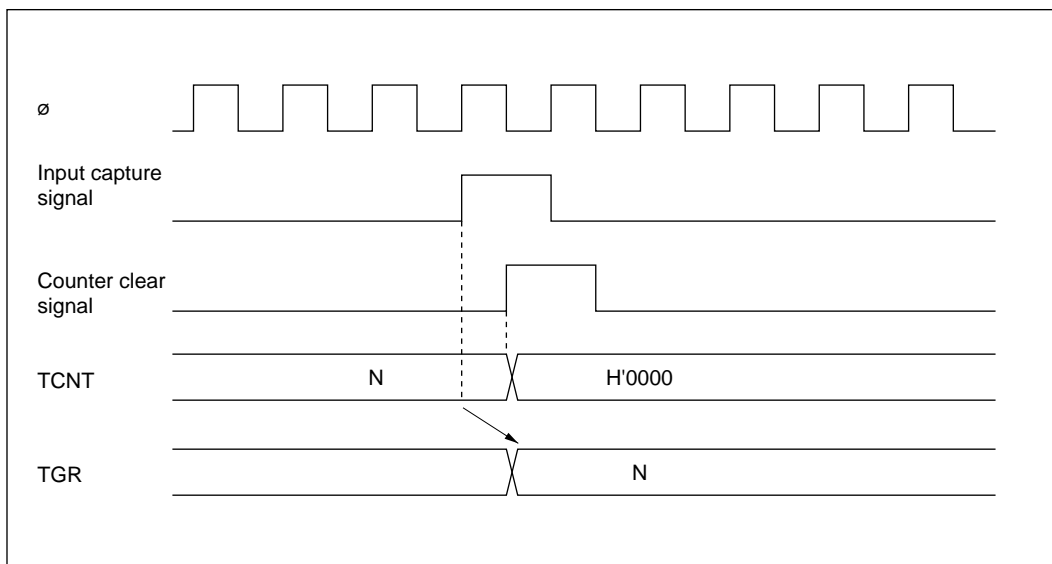 ø
Input capture
signal
Counter clear
signal
TCNT
N
H'0000
TGR
N